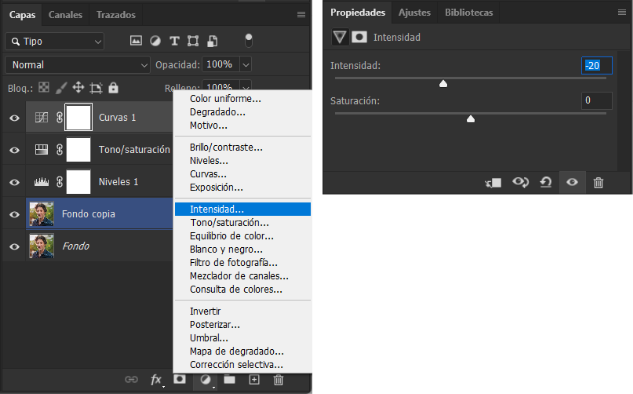 Capas Canales Trazados
Tipo
Normal Opacidad: 100%
Bloq.: Relleno: 100%
Curvas 1
Tono/saturación
Niveles 1
Fondo copia
Fondo
fx
Color uniforme...
Degradado...
Motivo...
Brillo/contraste...
Niveles...
Curvas...
Exposición...
Intensidad...
Tono/saturación...
Equilibrio de color...
Blanco y negro...
Filtro de fotografía...
Mezclador de canales...
Consulta de colores...
Invertir
Posterizar...
Umbral...
Mapa de degradado...
Corrección selectiva...
Propiedades Ajustes Bibliotecas
Intensidad
Intensidad: -20
Saturación: 0